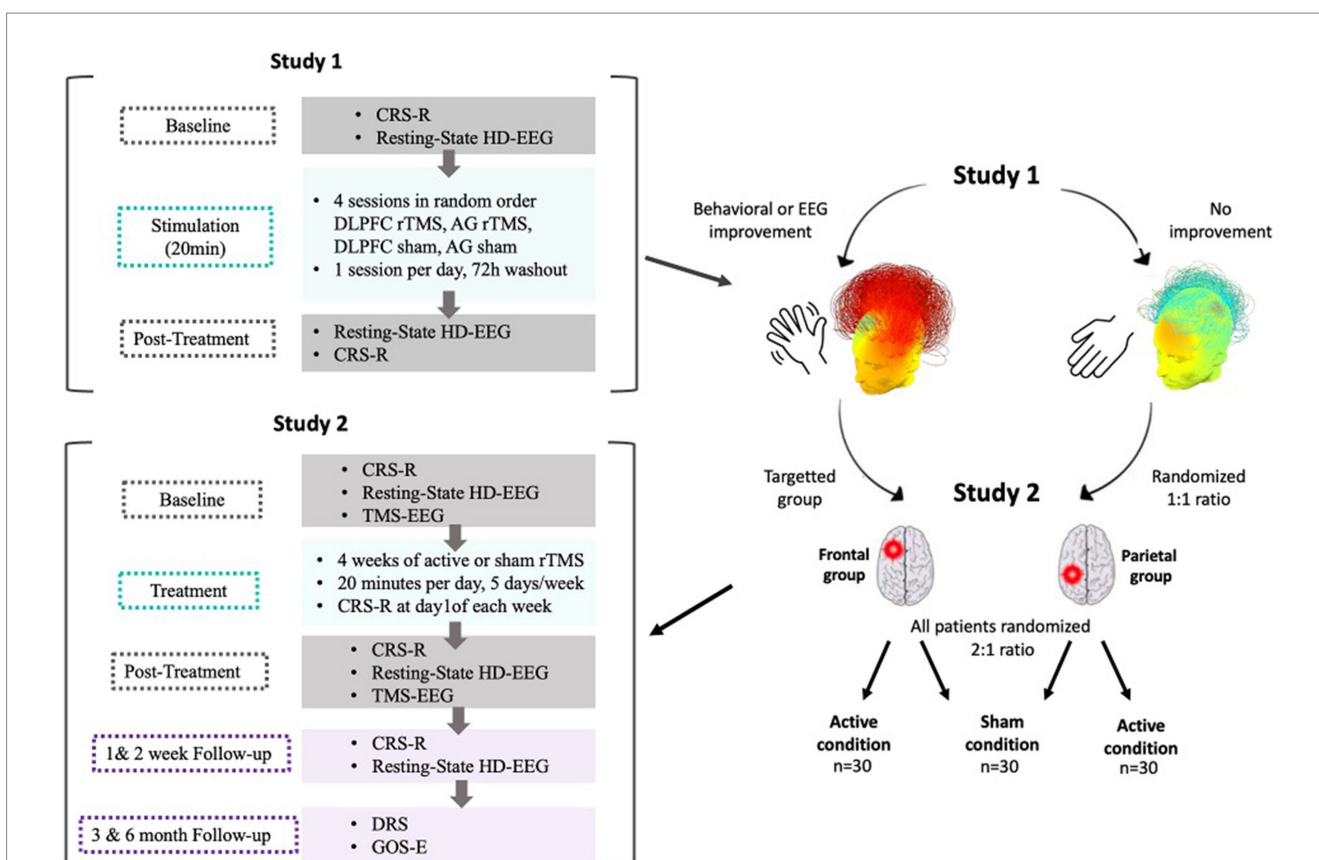 Study 1
Baseline
• CRS-R
• Resting-State HD-EEG
Stimulation
(20min)
• 4 sessions in random order
DLPFC rTMS, AG rTMS,
DLPFC sham, AG sham
• 1 session per day, 72h washout
Post-Treatment
• Resting-State HD-EEG
• CRS-R
Study 2
Baseline
• CRS-R
• Resting-State HD-EEG
• TMS-EEG
Treatment
• 4 weeks of active or sham rTMS
• 20 minutes per day, 5 days/week
• CRS-R at day1of each week
Post-Treatment
• CRS-R
• Resting-State HD-EEG
• TMS-EEG
1& 2 week Follow-up
• CRS-R
• Resting-State HD-EEG
3 & 6 month Follow-up
• DRS
• GOS-E
Study 1
Behavioral or EEG
improvement
No
improvement
Targetted
group
Study 2
Randomized
1:1 ratio
Frontal
group
Parietal
group
All patients randomized
2:1 ratio
Active
condition
n=30
Sham
condition
n=30
Active
condition
n=30